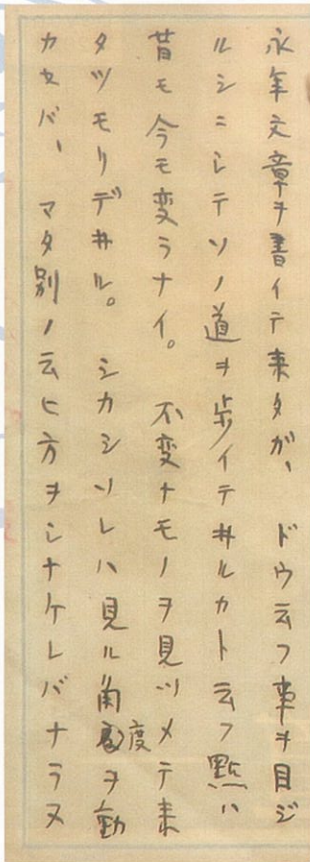 永年文章ヲ書イテ来タガ、ドウ云フ事ヲ目ジ
ルシニシテソノ道ヲ歩イテヰルカト云フ點ハ
昔モ今モ変ラナイ。不変ナモノヲ見ツメテ来
タツモリデヰル。シカシソレハ見ル角度ヲ動
カセバ、マタ別ノ云ヒ方ヲシナケレバナラヌ